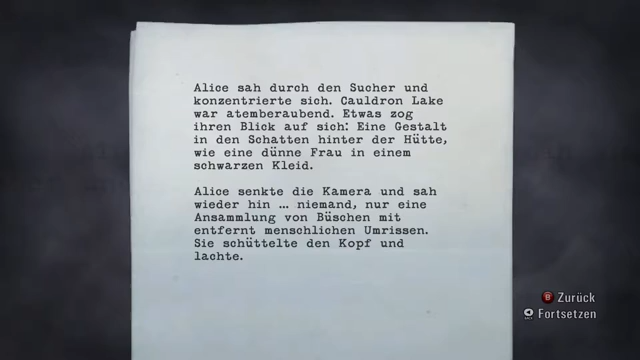 Alice sah durch den Sucher und
konzentrierte sich. Cauldron Lake
war atemberaubend. Etwas zog
ihren Blick auf sich: Eine Gestalt
in den Schatten hinter der Hütte,
wie eine dünne Frau in einem
schwarzen Kleid.
Alice senkte die Kamera und sah
wieder hin … niemand, nur eine
Ansammlung von Büschen mit
entfernt menschlichen Umrissen.
Sie schüttelte den Kopf und
lachte.
B Zurück
Fortsetzen